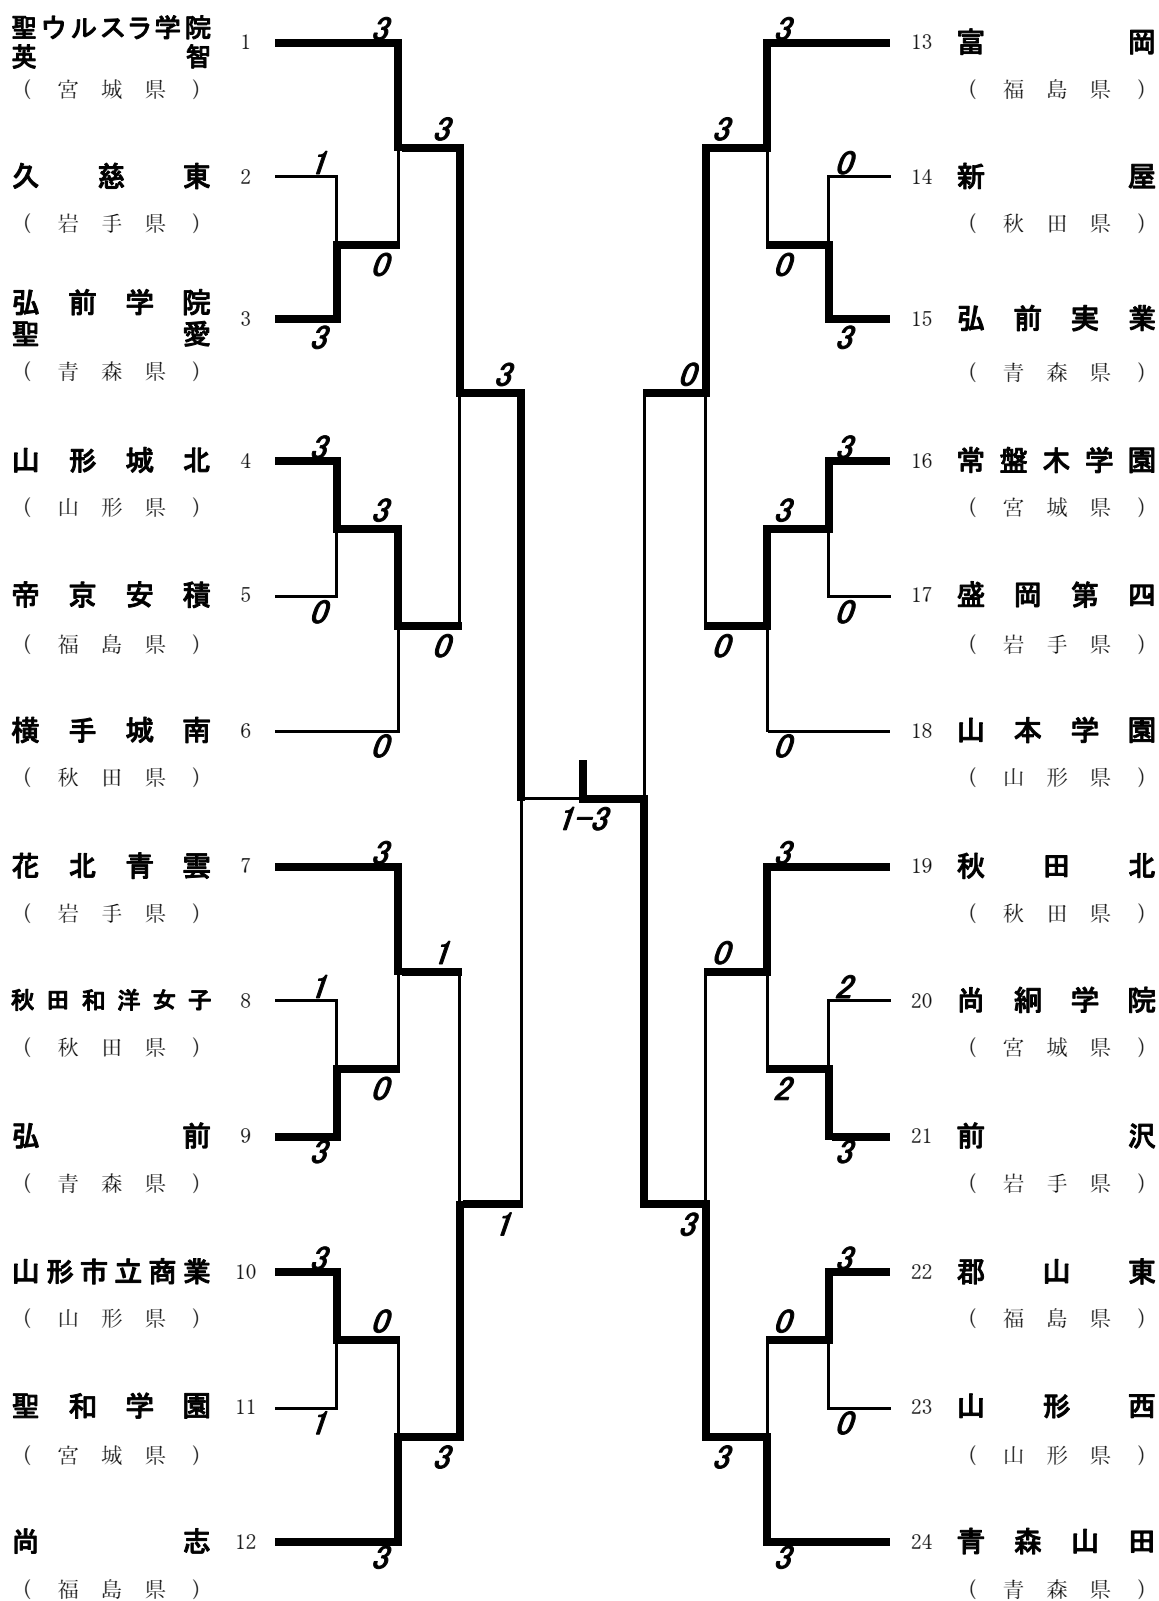 聖ウルスラ学院
英智
1
(宮城県)
3
3
久慈東
2
(岩手県)
1
0
弘前学院
聖愛
3
(青森県)
3
3
山形城北
4
(山形県)
3
3
帝京安積
5
(福島県)
0
0
横手城南
6
(秋田県)
0
花北青雲
7
(岩手県)
3
1
秋田和洋女子
8
(秋田県)
1
0
弘前
9
(青森県)
3
1
山形市立商業
10
(山形県)
3
0
聖和学園
11
(宮城県)
1
3
尚志
12
(福島県)
3
1-3
3
3
13
富岡
(福島県)
0
0
14
新屋
(秋田県)
3
0
15
弘前実業
(青森県)
3
3
16
常盤木学園
(宮城県)
0
0
17
盛岡第四
(岩手県)
0
18
山本学園
(山形県)
3
0
19
秋田北
(秋田県)
2
2
20
尚絅学院
(宮城県)
3
3
21
前沢
(岩手県)
3
0
22
郡山東
(福島県)
0
3
23
山形西
(山形県)
3
24
青森山田
(青森県)